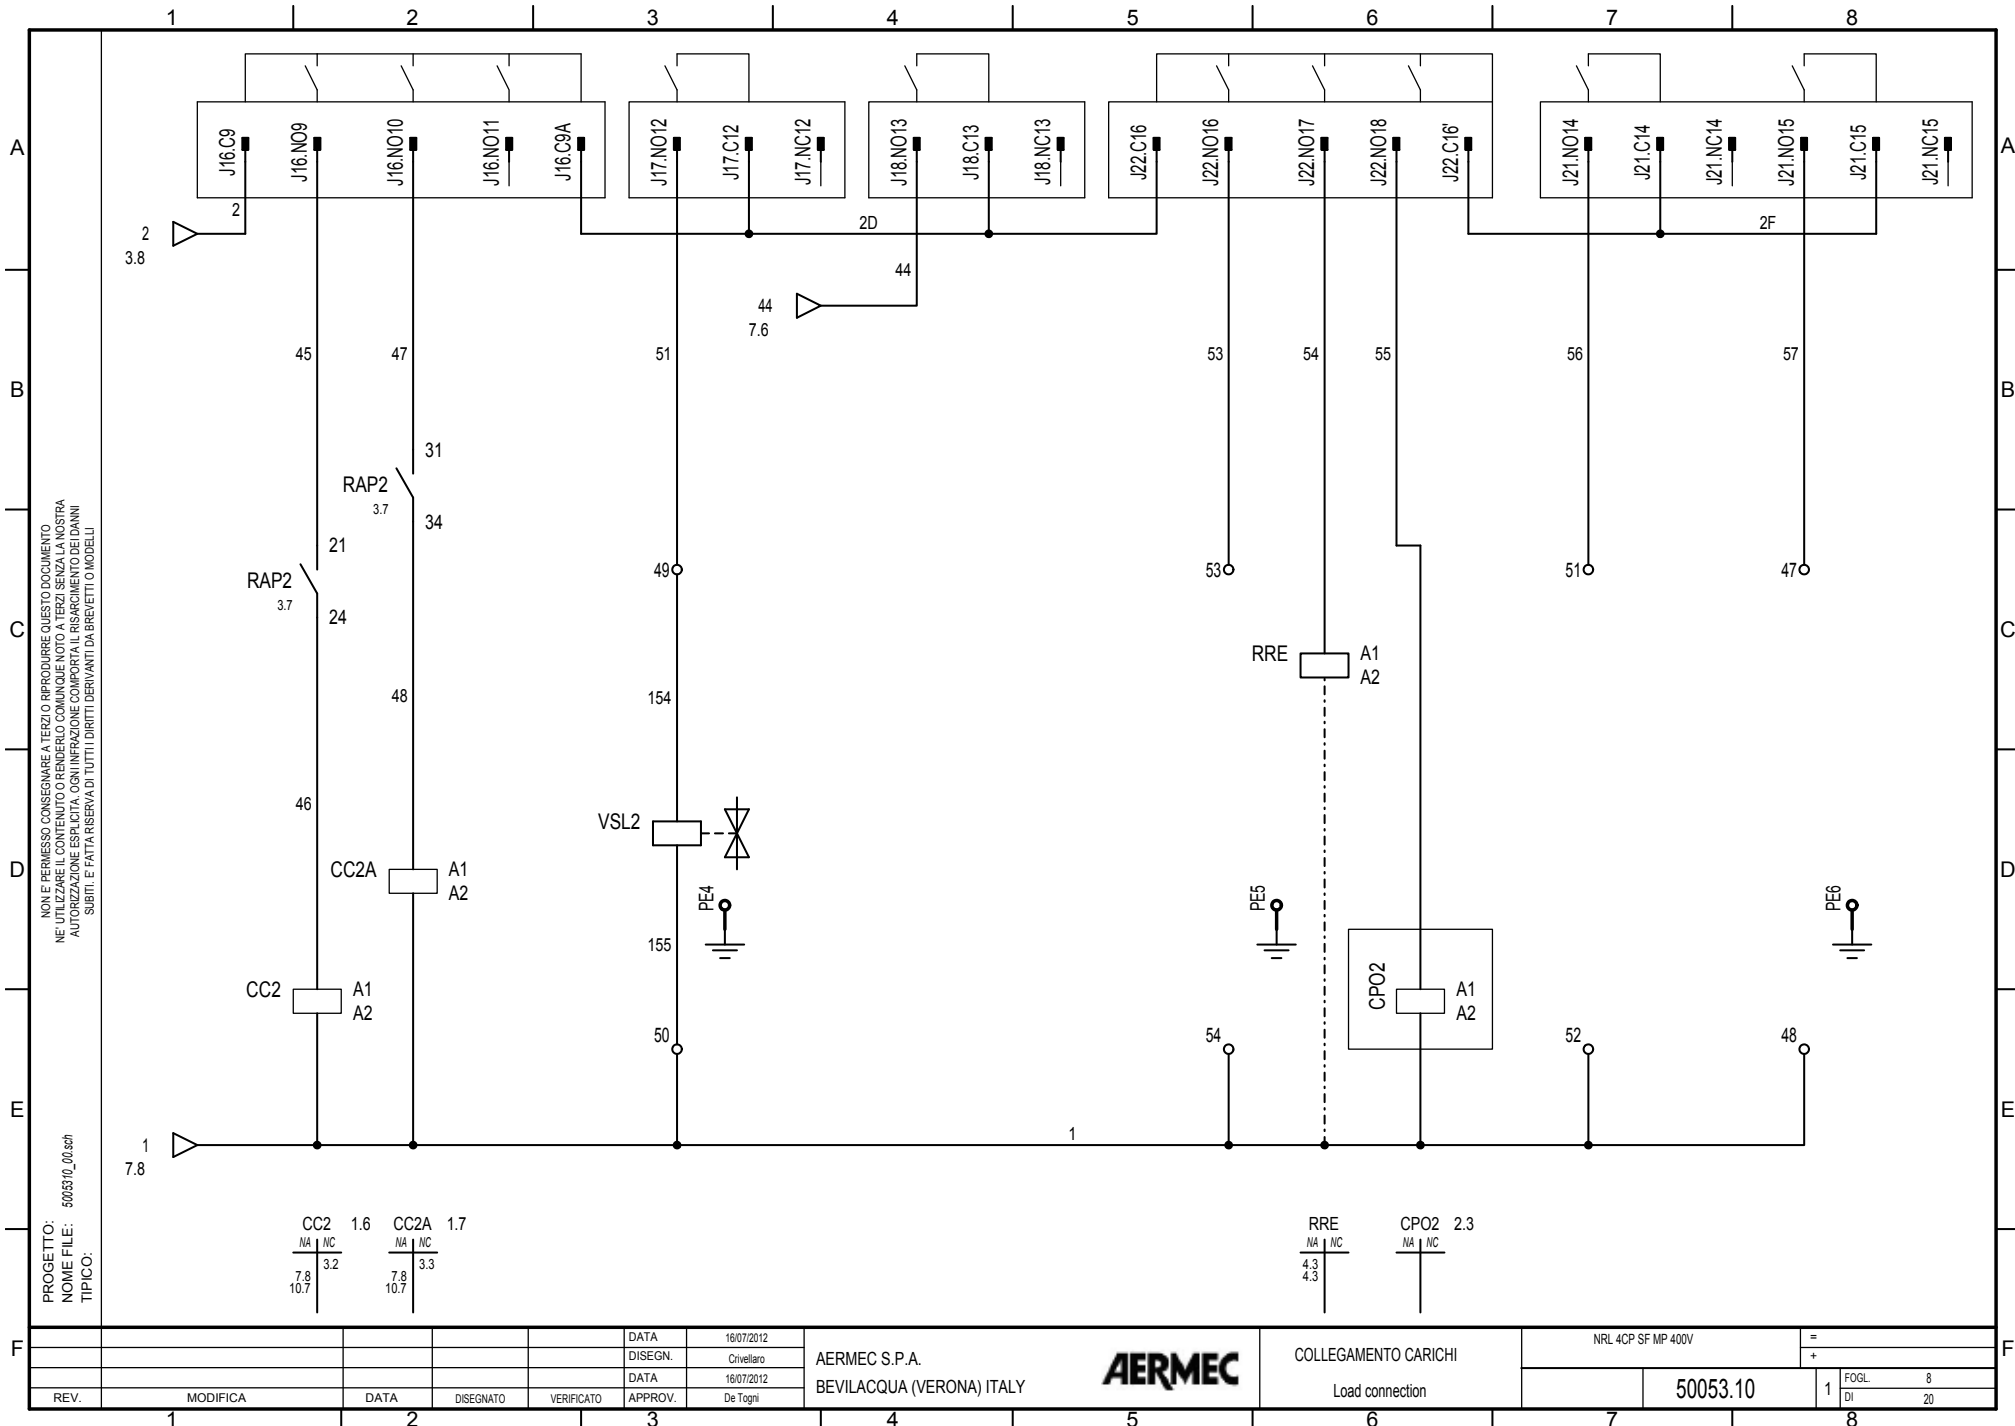 1 2 3 4 5 6 7 8
A
J16.C9 J16.NO9 J16.NO10 J16.NO11 J16.C9A J17.NO12 J17.C12 J17.NC12 J18.NO13 J18.C13 J18.NC13 J22.C16 J22.NO16 J22.NO17 J22.NO18 J22.C16' J21.NO14 J21.C14 J21.NC14 J21.NO15 J21.C15 J21.NC15
A
2
2D
2F
2
3.8
44
44
7.6
45 47 51 53 54 55 56 57
B
B
31
RAP2
3.7
34
21
RAP2
3.7
24
49 53 51 47
C
C
RRE A1
A2
48 154
46
VSL2
D
D
CC2A A1
A2
PE4 PE5 PE6
155
CC2 A1
A2
CPO2 A1
A2
50 54 52 48
E
E
1
7.8
1
CC2 1.6 CC2A 1.7 RRE CPO2 2.3
NA NC NA NC NA NC NA NC
3.2 3.3
7.8 7.8 4.3
10.7 10.7 4.3
NON E' PERMESSO CONSEGNARE A TERZI O RIPRODURRE QUESTO DOCUMENTO
NE' UTILIZZARE IL CONTENUTO O RENDERLO COMUNQUE NOTO A TERZI SENZA LA NOSTRA
AUTORIZZAZIONE ESPLICITA. OGNI INFRAZIONE COMPORTA IL RISARCIMENTO DEI DANNI
SUBITI. E' FATTA RISERVA DI TUTTI I DIRITTI DERIVANTI DA BREVETTI O MODELLI
PROGETTO:
NOME FILE: 5005310_00.sch
TIPICO:
F
F
DATA 16/07/2012
DISEGN. Crivellaro
DATA 16/07/2012
REV. MODIFICA DATA DISEGNATO VERIFICATO APPROV. De Togni
AERMEC S.P.A.
BEVILACQUA (VERONA) ITALY
AERMEC
COLLEGAMENTO CARICHI
Load connection
NRL 4CP SF MP 400V
=
+
50053.10
1
FOGL. 8
DI 20
1 2 3 4 5 6 7 8